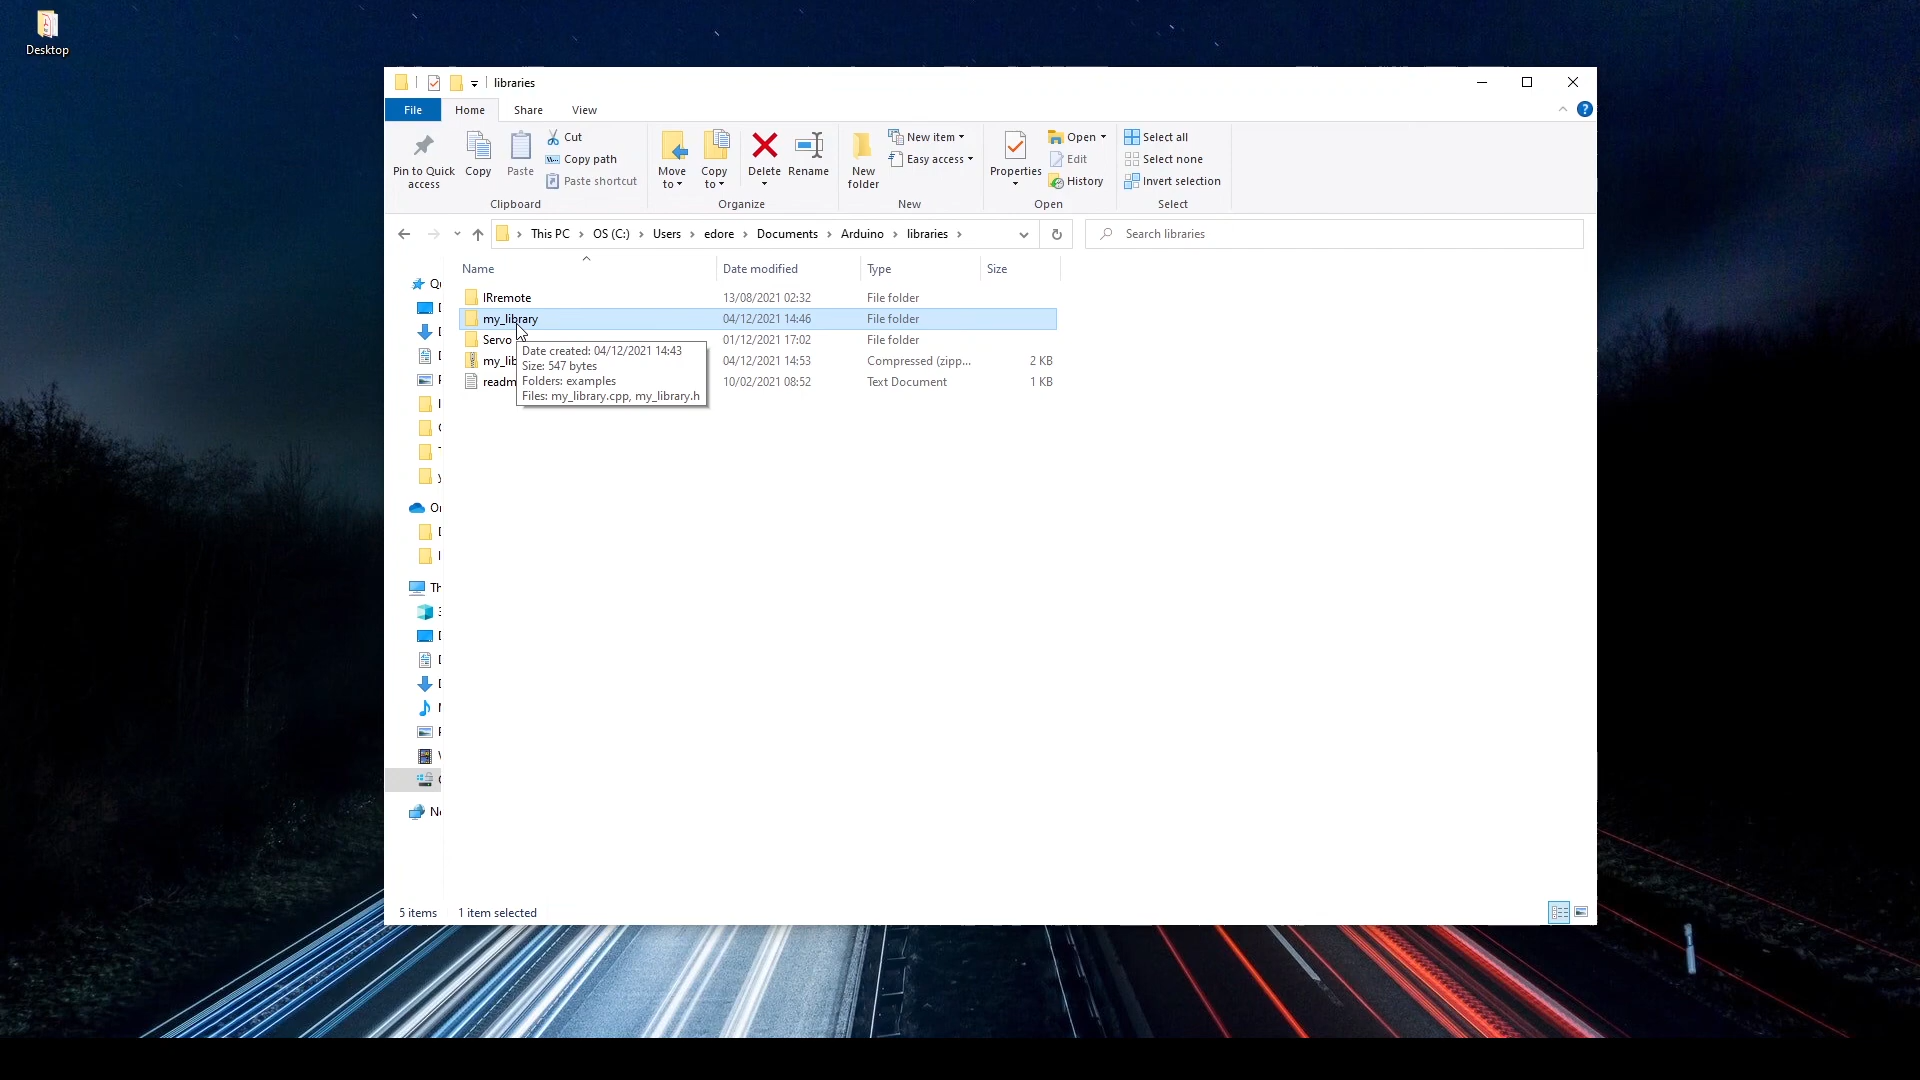 Desktop
libraries
File
Home
Share
View
Pin to Quick access
Copy
Paste
Cut
Copy path
Paste shortcut
Clipboard
Move to
Copy to
Delete
Rename
Organize
New folder
New item
Easy access
New
Properties
Open
Edit
History
Open
Select all
Select none
Invert selection
Select
This PC > OS (C:) > Users > edore > Documents > Arduino > libraries >
Search libraries
Name Date modified Type Size
IRremote 13/08/2021 02:32 File folder
my_library 04/12/2021 14:46 File folder
Servo 01/12/2021 17:02 File folder
my_lib 04/12/2021 14:53 Compressed (zipp... 2 KB
readm 10/02/2021 08:52 Text Document 1 KB
Date created: 04/12/2021 14:43
Size: 547 bytes
Folders: examples
Files: my_library.cpp, my_library.h
5 items 1 item selected